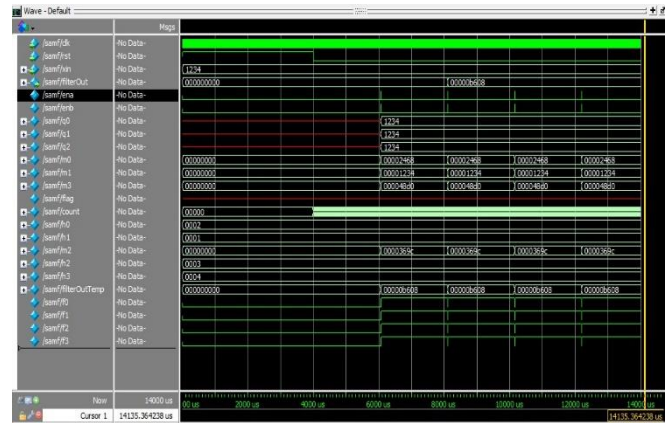 Wave - Default
Msgs
/samf/clk -No Data-
/samf/rst -No Data-
/samf/xin -No Data- 1234
/samf/filterOut -No Data- 000000000 00000b608
/samf/ena -No Data-
/samf/enb -No Data-
/samf/q0 -No Data- 1234
/samf/q1 -No Data- 1234
/samf/q2 -No Data- 1234
/samf/m0 -No Data- 00000000 00002468 00002468 00002468 00002468
/samf/m1 -No Data- 00000000 00001234 00001234 00001234 00001234
/samf/m3 -No Data- 00000000 000048d0 000048d0 000048d0 000048d0
/samf/flag -No Data-
/samf/count -No Data- 00000
/samf/h0 -No Data- 0002
/samf/h1 -No Data- 0001
/samf/m2 -No Data- 00000000 0000369c 0000369c 0000369c 0000369c
/samf/h2 -No Data- 0003
/samf/h3 -No Data- 0004
/samf/filterOutTemp -No Data- 000000000 00000b608 00000b608 00000b608 00000b608
/samf/f0 -No Data-
/samf/f1 -No Data-
/samf/f2 -No Data-
/samf/f3 -No Data-
Now 14000 us 00 us 2000 us 4000 us 6000 us 8000 us 10000 us 12000 us 14000 us
Cursor 1 14135.364238 us 14135.364238 us